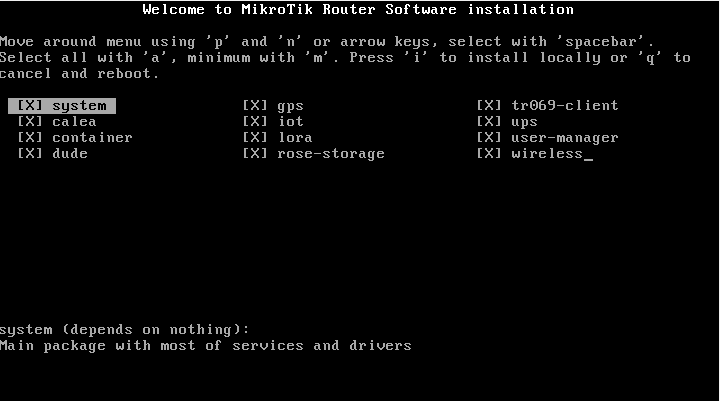 Welcome to MikroTik Router Software installation
Move around menu using 'p' and 'n' or arrow keys, select with 'spacebar'.
Select all with 'a', minimum with 'm'. Press 'i' to install locally or 'q' to
cancel and reboot.
[X] system [X] gps [X] tr069-client
[X] calea [X] iot [X] ups
[X] container [X] lora [X] user-manager
[X] dude [X] rose-storage [X] wireless_
system (depends on nothing):
Main package with most of services and drivers